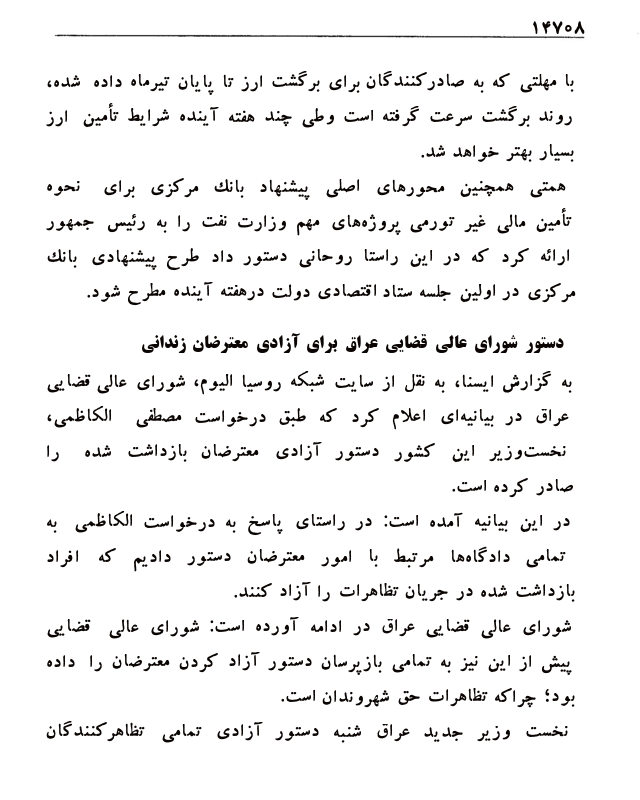 ۱۴۷۰۸
با مهلتی که به صادرکنندگان برای برگشت ارز تا پایان تیرماه داده شده،
روند برگشت سرعت گرفته است وطی چند هفته آینده شرایط تأمین ارز
بسیار بهتر خواهد شد.
همتی همچنین محورهای اصلی پیشنهاد بانك مرکزی برای نحوه
تأمین مالی غیر تورمی پروژه‌های مهم وزارت نفت را به رئیس جمهور
ارائه کرد که در این راستا روحانی دستور داد طرح پیشنهادی بانك
مرکزی در اولین جلسه ستاد اقتصادی دولت درهفته آینده مطرح شود.
دستور شورای عالی قضایی عراق برای آزادی معترضان زندانی
به گزارش ایسنا، به نقل از سایت شبکه روسیا الیوم، شورای عالی قضایی
عراق در بیانیه‌ای اعلام کرد که طبق درخواست مصطفی الکاظمی،
نخست‌وزیر این کشور دستور آزادی معترضان بازداشت شده را
صادر کرده است.
در این بیانیه آمده است: در راستای پاسخ به درخواست الکاظمی به
تمامی دادگاه‌ها مرتبط با امور معترضان دستور دادیم که افراد
بازداشت شده در جریان تظاهرات را آزاد کنند.
شورای عالی قضایی عراق در ادامه آورده است: شورای عالی قضایی
پیش از این نیز به تمامی بازپرسان دستور آزاد کردن معترضان را داده
بود؛ چراکه تظاهرات حق شهروندان است.
نخست وزیر جدید عراق شنبه دستور آزادی تمامی تظاهرکنندگان